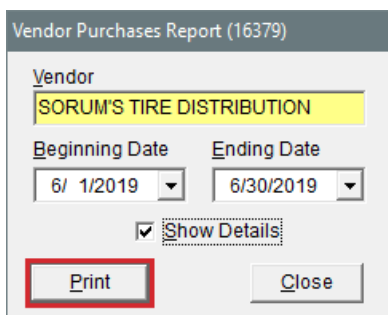 Vendor Purchases Report (16379)
Vendor
SORUM'S TIRE DISTRIBUTION
Beginning Date Ending Date
6/ 1/2019 6/30/2019
Show Details
Print Close